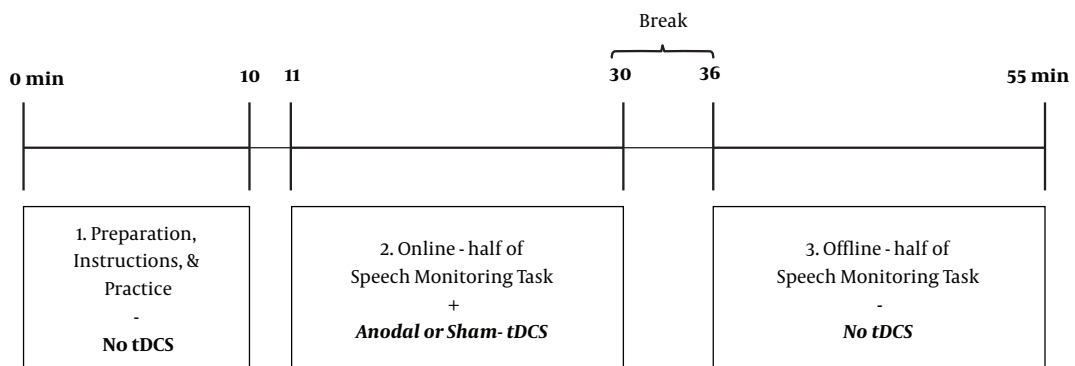 Break
0 min
10
11
30
36
55 min
1. Preparation,
Instructions, &
Practice
-
No tDCS
2. Online - half of
Speech Monitoring Task
+
Anodal or Sham- tDCS
3. Offline - half of
Speech Monitoring Task
-
No tDCS